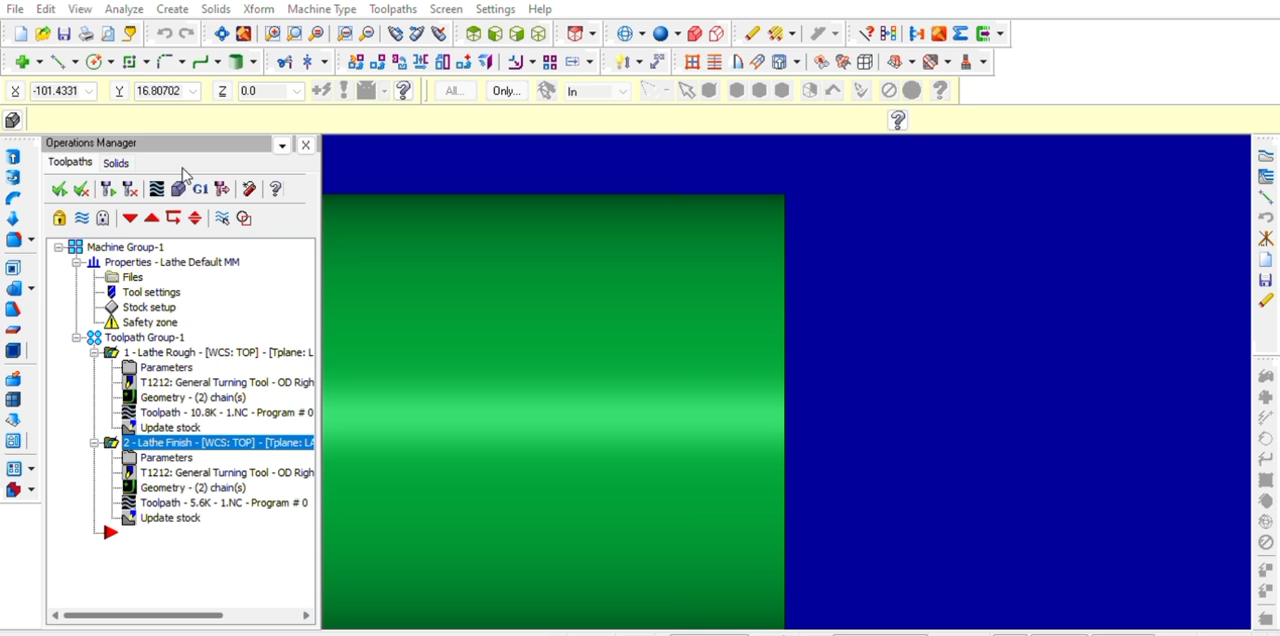 File Edit View Analyze Create Solids Xform Machine Type Toolpaths Screen Settings Help
X -101.4331 Y 16.80702 Z 0.0 All... Only... In
Operations Manager
Toolpaths Solids
G1
Machine Group-1
Properties - Lathe Default MM
Files
Tool settings
Stock setup
Safety zone
Toolpath Group-1
1 - Lathe Rough - [WCS: TOP] - [Tplane: L
Parameters
T1212: General Turning Tool - OD Righ
Geometry - (2) chain(s)
Toolpath - 10.8K - 1.NC - Program # 0
Update stock
2 - Lathe Finish - [WCS: TOP] - [Tplane: LA
Parameters
T1212: General Turning Tool - OD Righ
Geometry - (2) chain(s)
Toolpath - 5.6K - 1.NC - Program # 0
Update stock